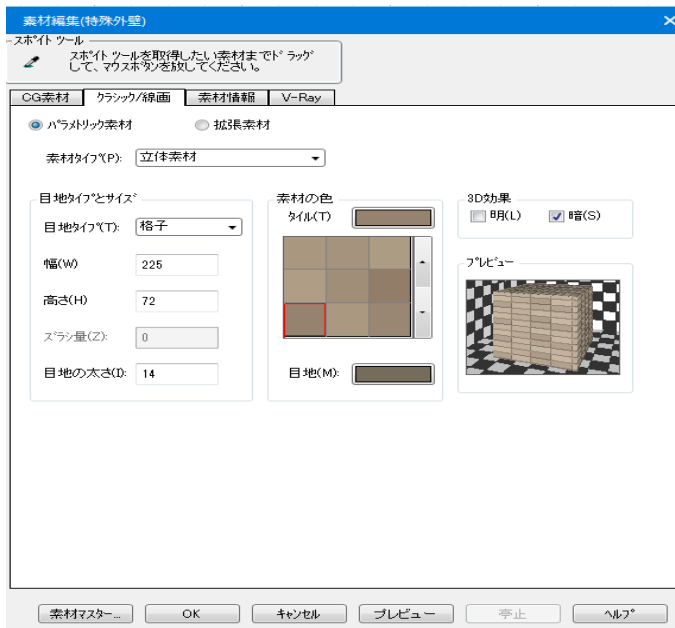 素材編集(特殊外壁)
スポイト ツール
スポイト ツールを取得したい素材までドラッグ
して、マウスボタンを放してください。
CG素材 クラシック/線画 素材情報 V-Ray
パラメトリック素材 拡張素材
素材タイプ(P): 立体素材
目地タイプとサイズ
目地タイプ(T): 格子
幅(W) 225
高さ(H) 72
ズラシ量(Z): 0
目地の太さ(I): 14
素材の色
タイル(T)
目地(M):
3D効果
明(L) 暗(S)
プレビュー
素材マスター... OK キャンセル プレビュー 停止 ヘルプ